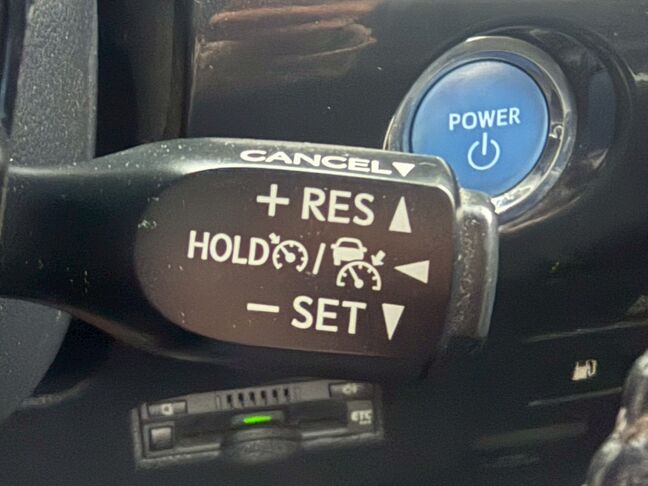 POWER
CANCEL▼
+ RES ▲
HOLD / ◀
− SET ▼
ETC